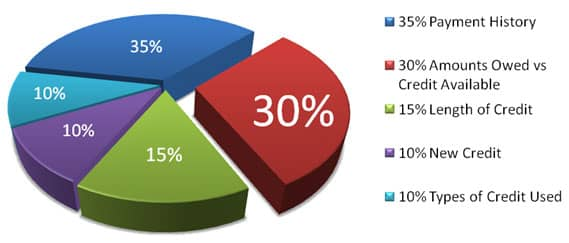 35%
30%
15%
10%
10%
35% Payment History
30% Amounts Owed vs
Credit Available
15% Length of Credit
10% New Credit
10% Types of Credit Used